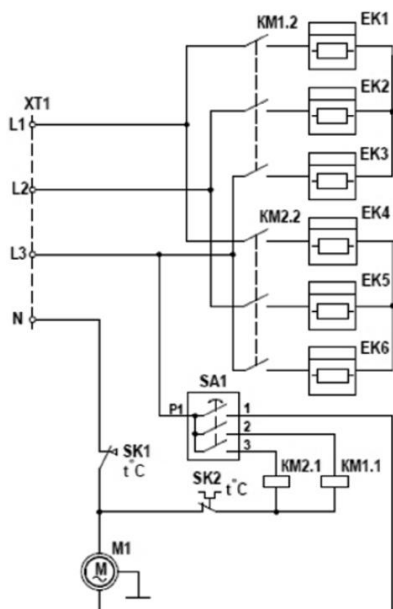 KM1.2
EK1
XT1
L1
EK2
EK3
L2
KM2.2
EK4
L3
EK5
N
EK6
SA1
P1
1
2
3
SK1
t°C
SK2
t°C
KM2.1
KM1.1
M1
M